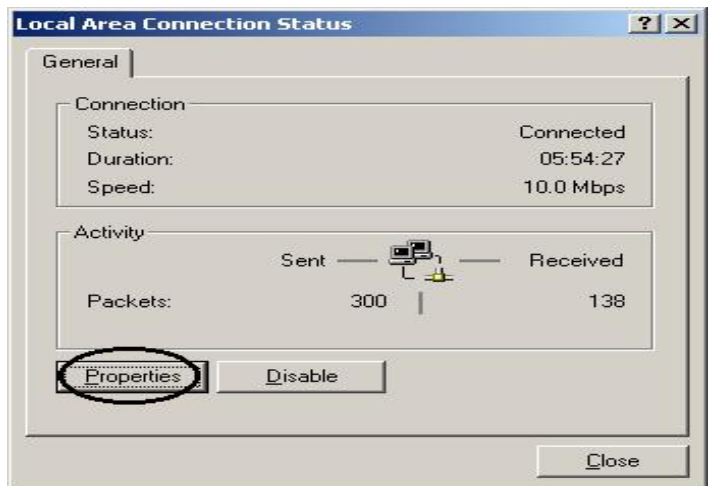 Local Area Connection Status
General
Connection
Status: Connected
Duration: 05:54:27
Speed: 10.0 Mbps
Activity
Sent Received
Packets: 300 138
Properties Disable
Close